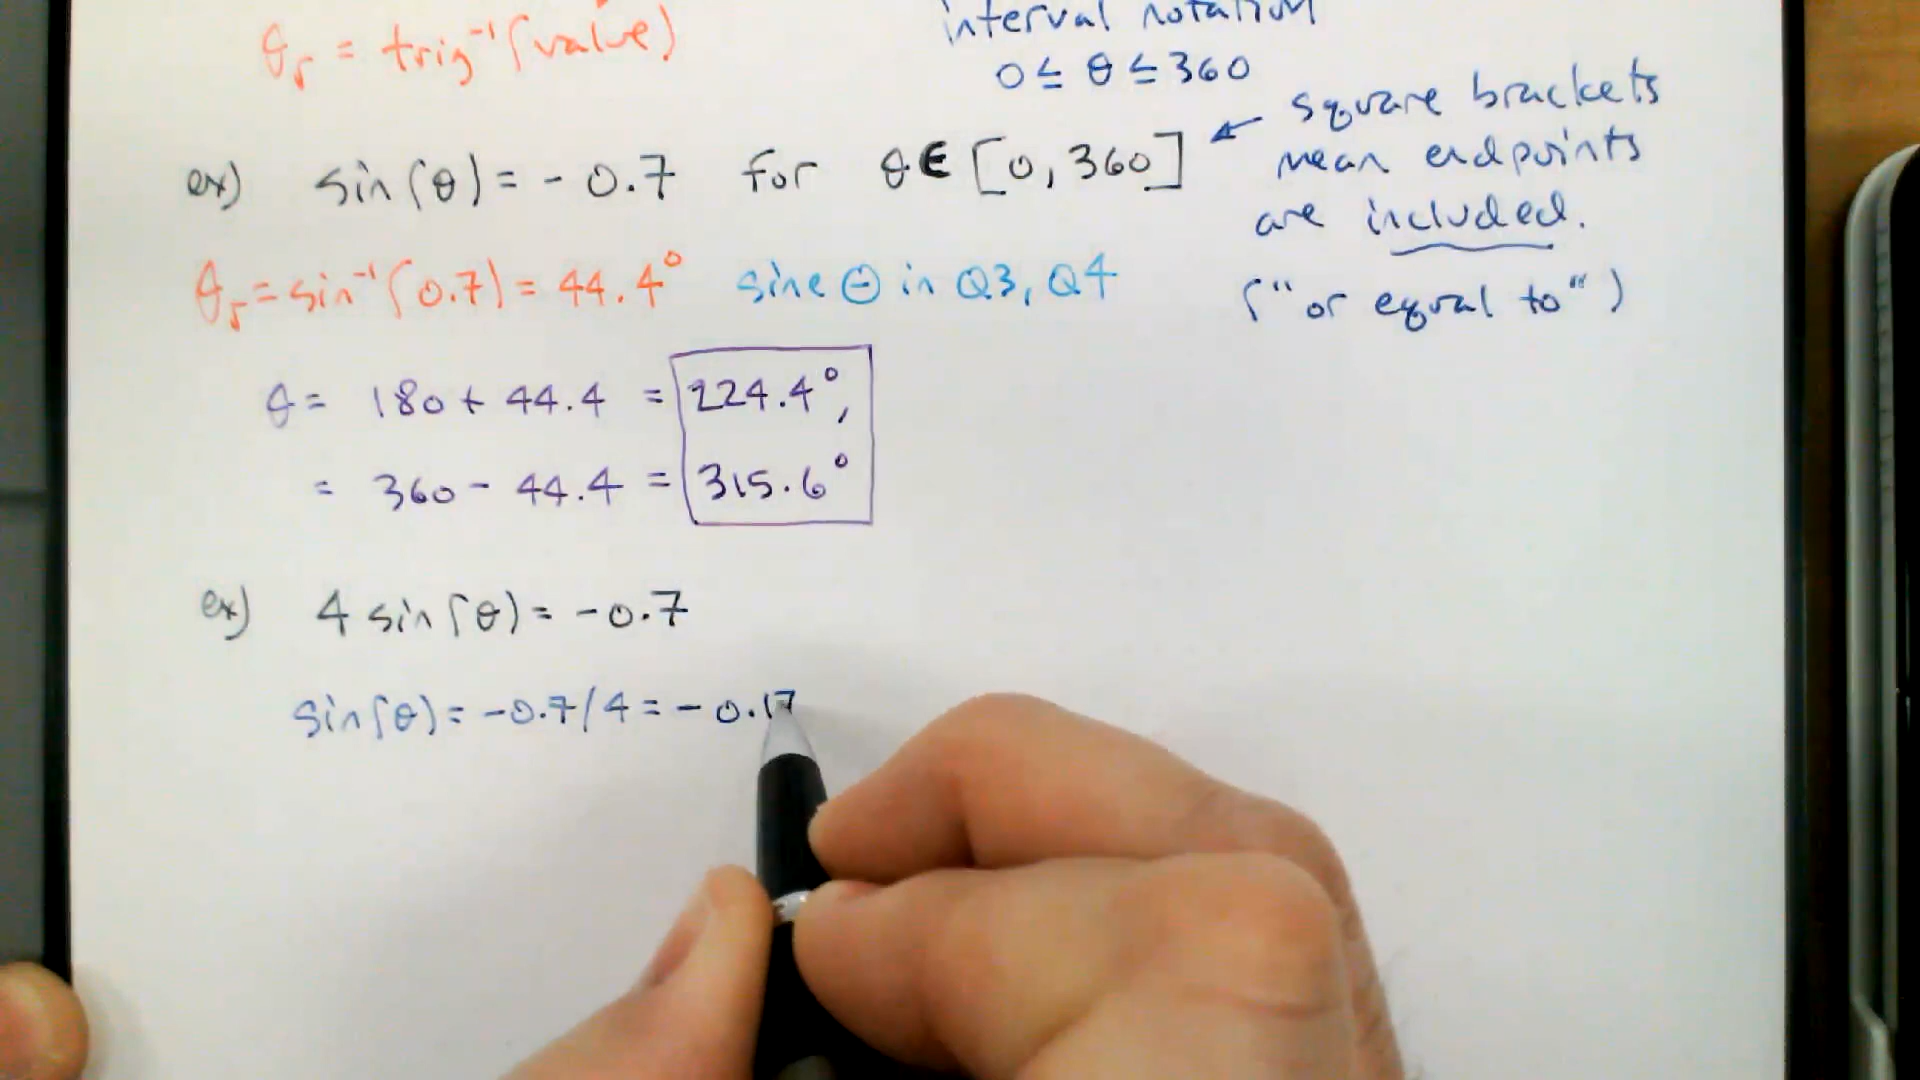 θr = trig⁻¹(value)
interval notation
0 ≤ θ ≤ 360
ex) sin(θ) = -0.7 for θ ∈ [0, 360]
square brackets
mean endpoints
are included.
("or equal to")
θr = sin⁻¹(0.7) = 44.4° sine ⊖ in Q3, Q4
θ = 180 + 44.4 = 224.4°,
= 360 - 44.4 = 315.6°
ex) 4 sin(θ) = -0.7
sin(θ) = -0.7/4 = -0.17